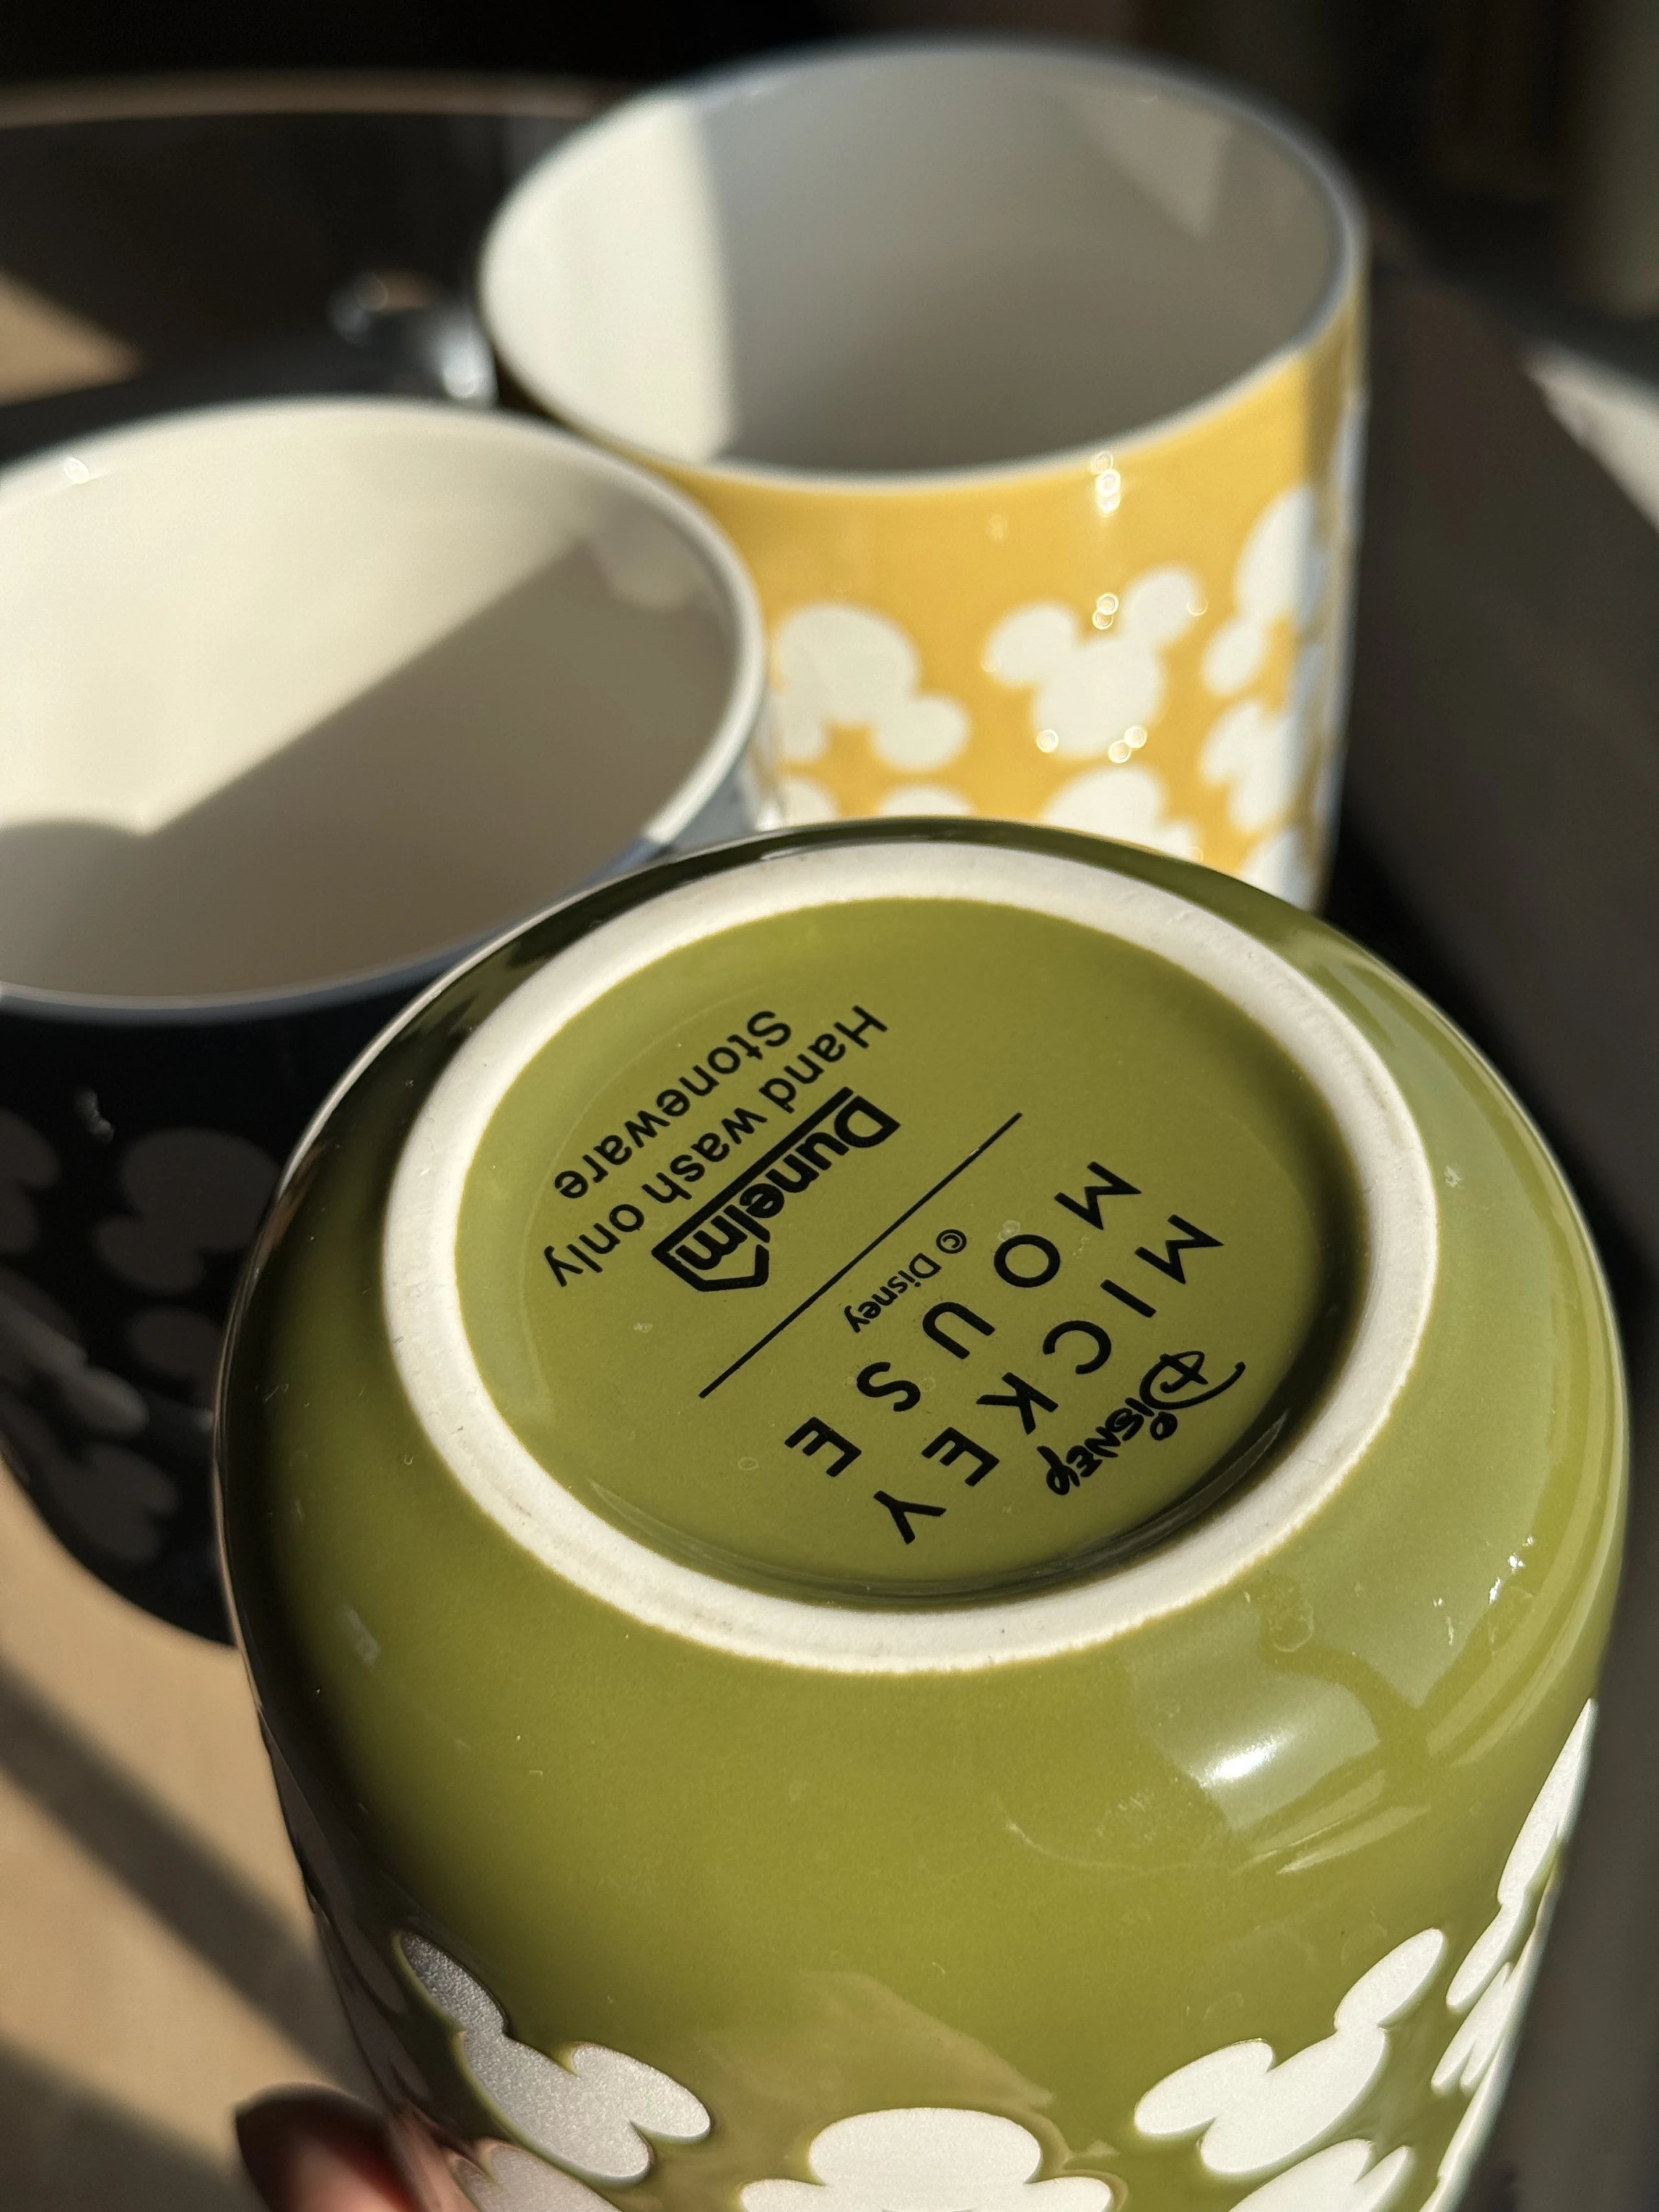 Disney
MICKEY
MOUSE
© Disney
Dunelm
Hand wash only
Stoneware